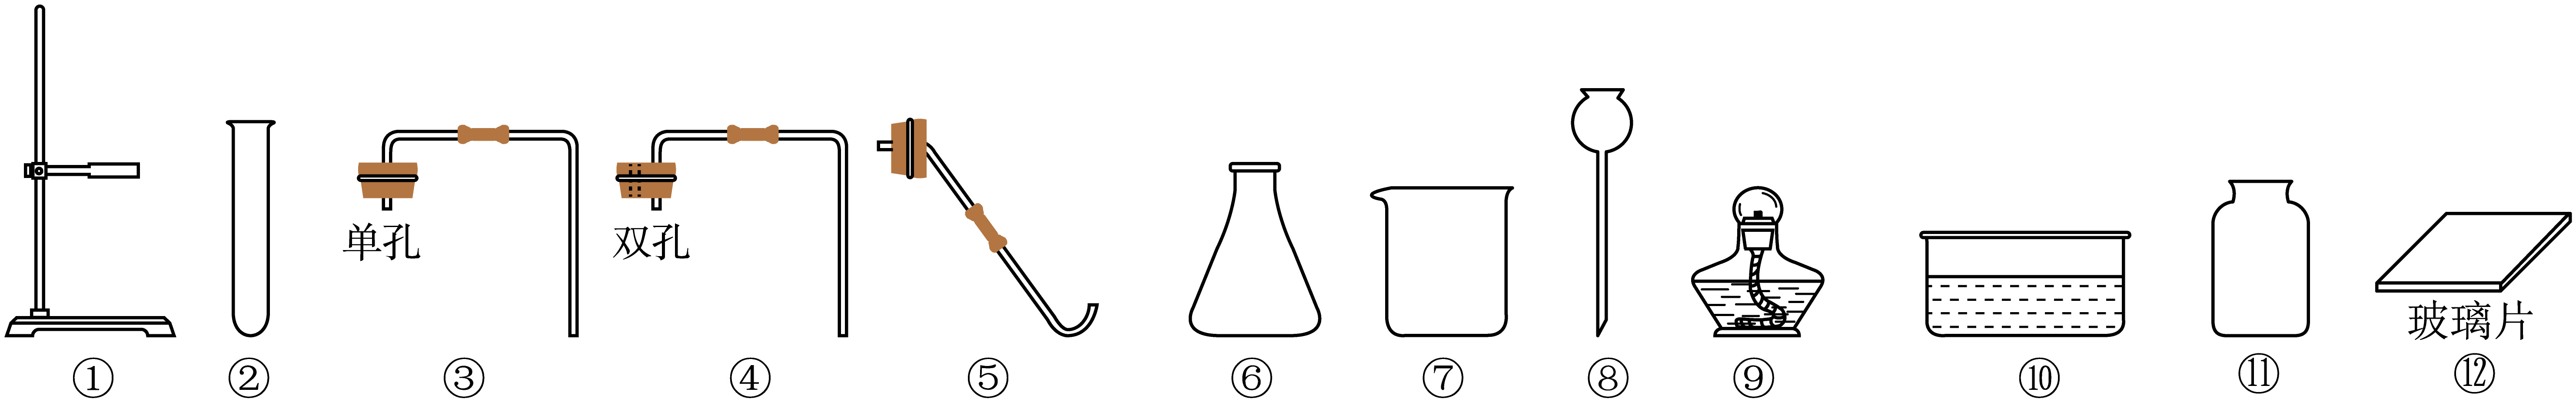 单孔
双孔
玻璃片
① ② ③ ④ ⑤ ⑥ ⑦ ⑧ ⑨ ⑩ ⑪ ⑫